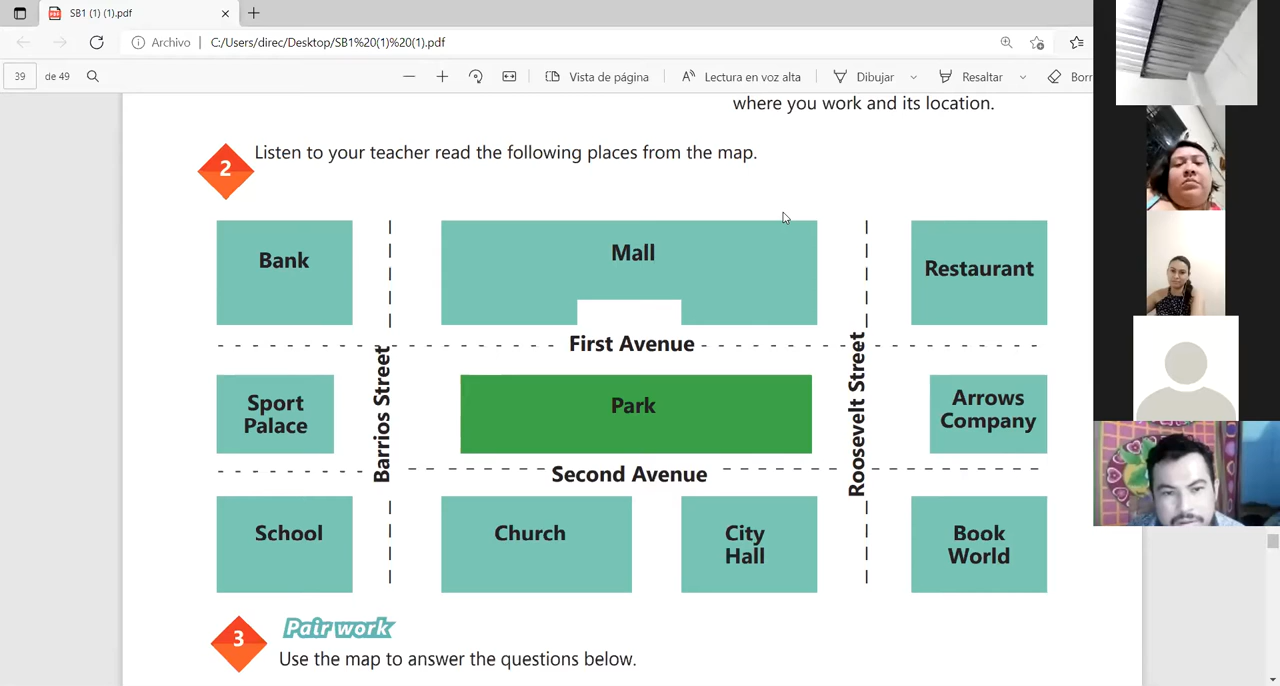 SB1 (1) (1).pdf
Archivo
C:/Users/direc/Desktop/SB1%20(1)%20(1).pdf
39 de 49
Vista de página
Lectura en voz alta
Dibujar
Resaltar
Borr
where you work and its location.
2
Listen to your teacher read the following places from the map.
Bank
Mall
Restaurant
First Avenue
Barrios Street
Roosevelt Street
Sport
Palace
Park
Arrows
Company
Second Avenue
School
Church
City
Hall
Book
World
3
Pair work
Use the map to answer the questions below.